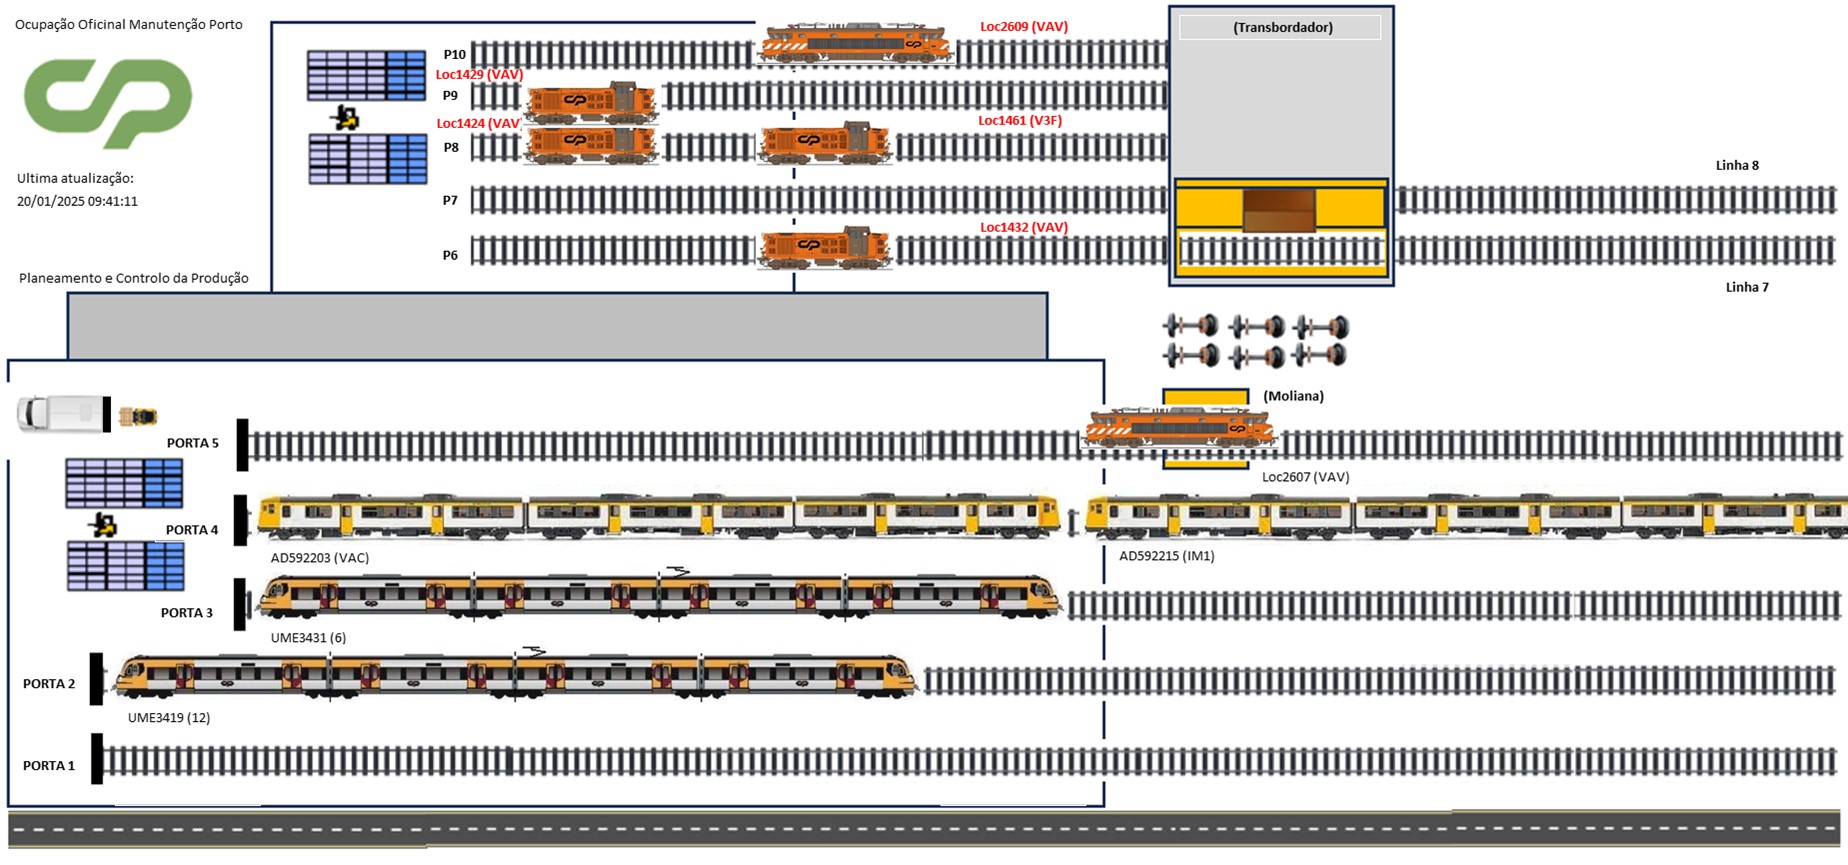 Ocupação Oficinal Manutenção Porto
Ultima atualização:
20/01/2025 09:41:11
Planeamento e Controlo da Produção
P10
Loc2609 (VAV)
(Transbordador)
Loc1429 (VAV)
P9
Loc1424 (VAV)
Loc1461 (V3F)
P8
Linha 8
P7
Loc1432 (VAV)
P6
Linha 7
(Moliana)
PORTA 5
Loc2607 (VAV)
PORTA 4
AD592203 (VAC)
AD592215 (IM1)
PORTA 3
UME3431 (6)
PORTA 2
UME3419 (12)
PORTA 1